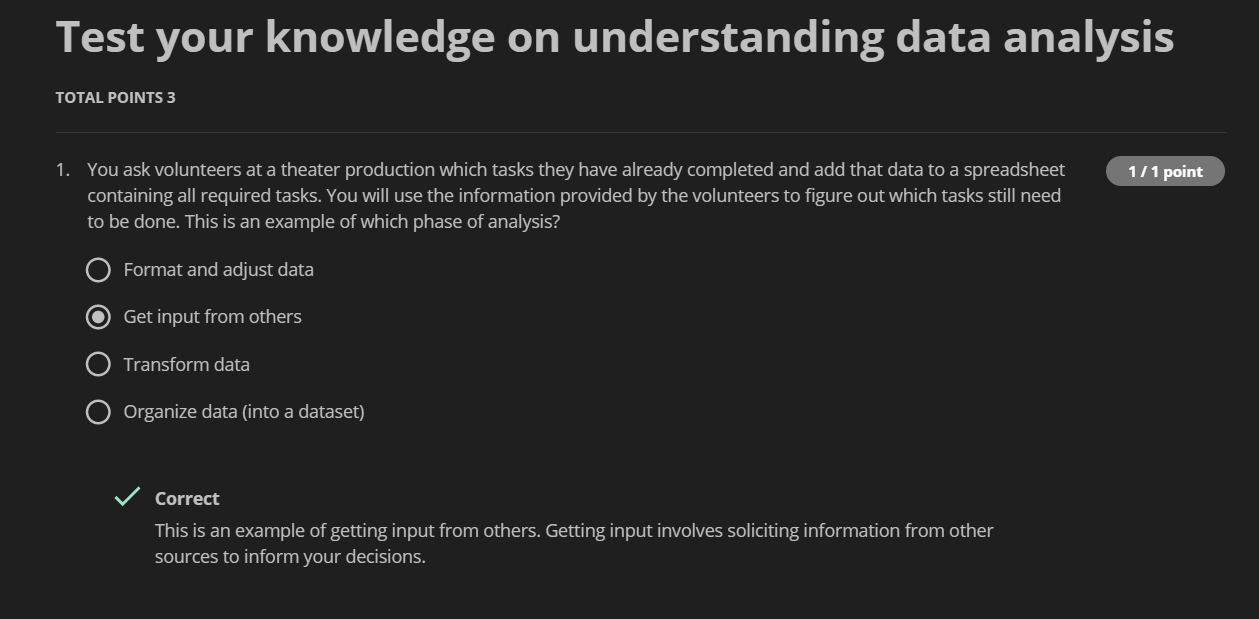 Test your knowledge on understanding data analysis
TOTAL POINTS 3
1. You ask volunteers at a theater production which tasks they have already completed and add that data to a spreadsheet
1 / 1 point
containing all required tasks. You will use the information provided by the volunteers to figure out which tasks still need
to be done. This is an example of which phase of analysis?
Format and adjust data
Get input from others
Transform data
Organize data (into a dataset)
Correct
This is an example of getting input from others. Getting input involves soliciting information from other
sources to inform your decisions.